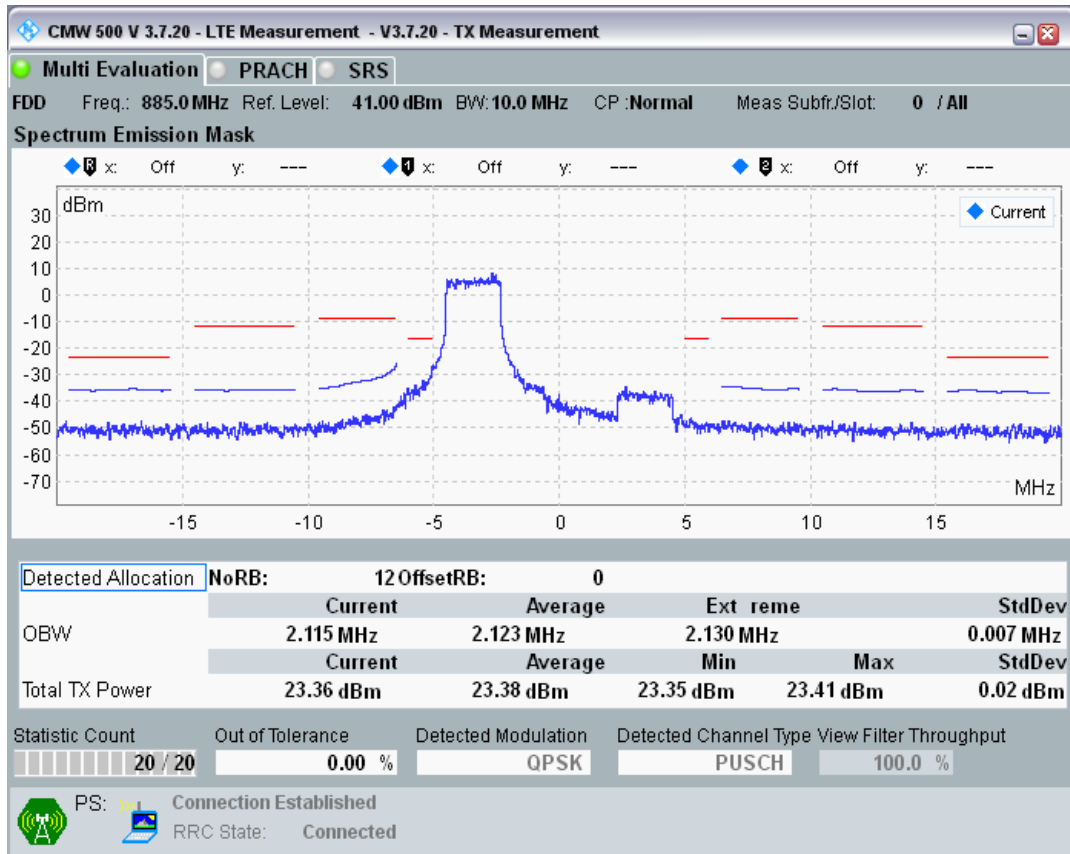 CMW 500 V 3.7.20 - LTE Measurement - V3.7.20 - TX Measurement
Multi Evaluation PRACH SRS
FDD Freq.: 885.0 MHz Ref. Level: 41.00 dBm BW: 10.0 MHz CP :Normal Meas Subfr./Slot: 0 / All
Spectrum Emission Mask
R x: Off y: --- 1 x: Off y: --- 2 x: Off y: ---
dBm
Current
30
20
10
0
-10
-20
-30
-40
-50
-60
-70
MHz
-15 -10 -5 0 5 10 15
Detected Allocation NoRB: 12 OffsetRB: 0
Current Average Ext reme StdDev
OBW 2.115 MHz 2.123 MHz 2.130 MHz 0.007 MHz
Current Average Min Max StdDev
Total TX Power 23.36 dBm 23.38 dBm 23.35 dBm 23.41 dBm 0.02 dBm
Statistic Count Out of Tolerance Detected Modulation Detected Channel Type View Filter Throughput
20 / 20 0.00 % QPSK PUSCH 100.0 %
PS: Connection Established
RRC State: Connected